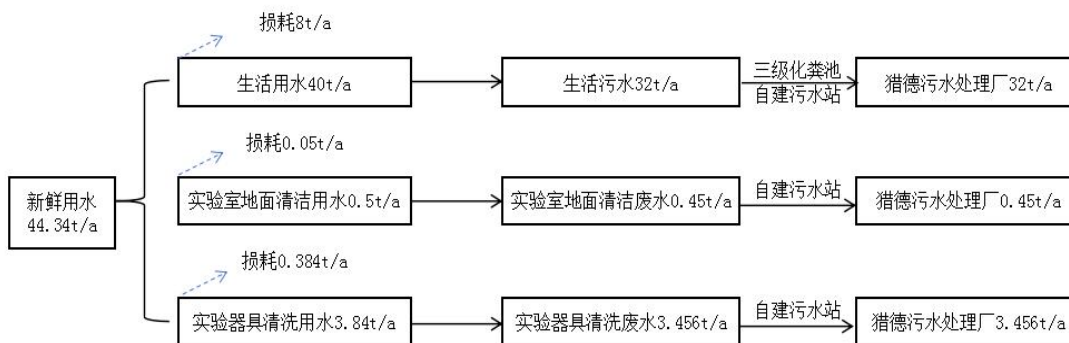 损耗8t/a
生活用水40t/a
生活污水32t/a
三级化粪池
自建污水站
猎德污水处理厂32t/a
损耗0.05t/a
新鲜用水
44.34t/a
实验室地面清洁用水0.5t/a
实验室地面清洁废水0.45t/a
自建污水站
猎德污水处理厂0.45t/a
损耗0.384t/a
实验器具清洗用水3.84t/a
实验器具清洗废水3.456t/a
自建污水站
猎德污水处理厂3.456t/a